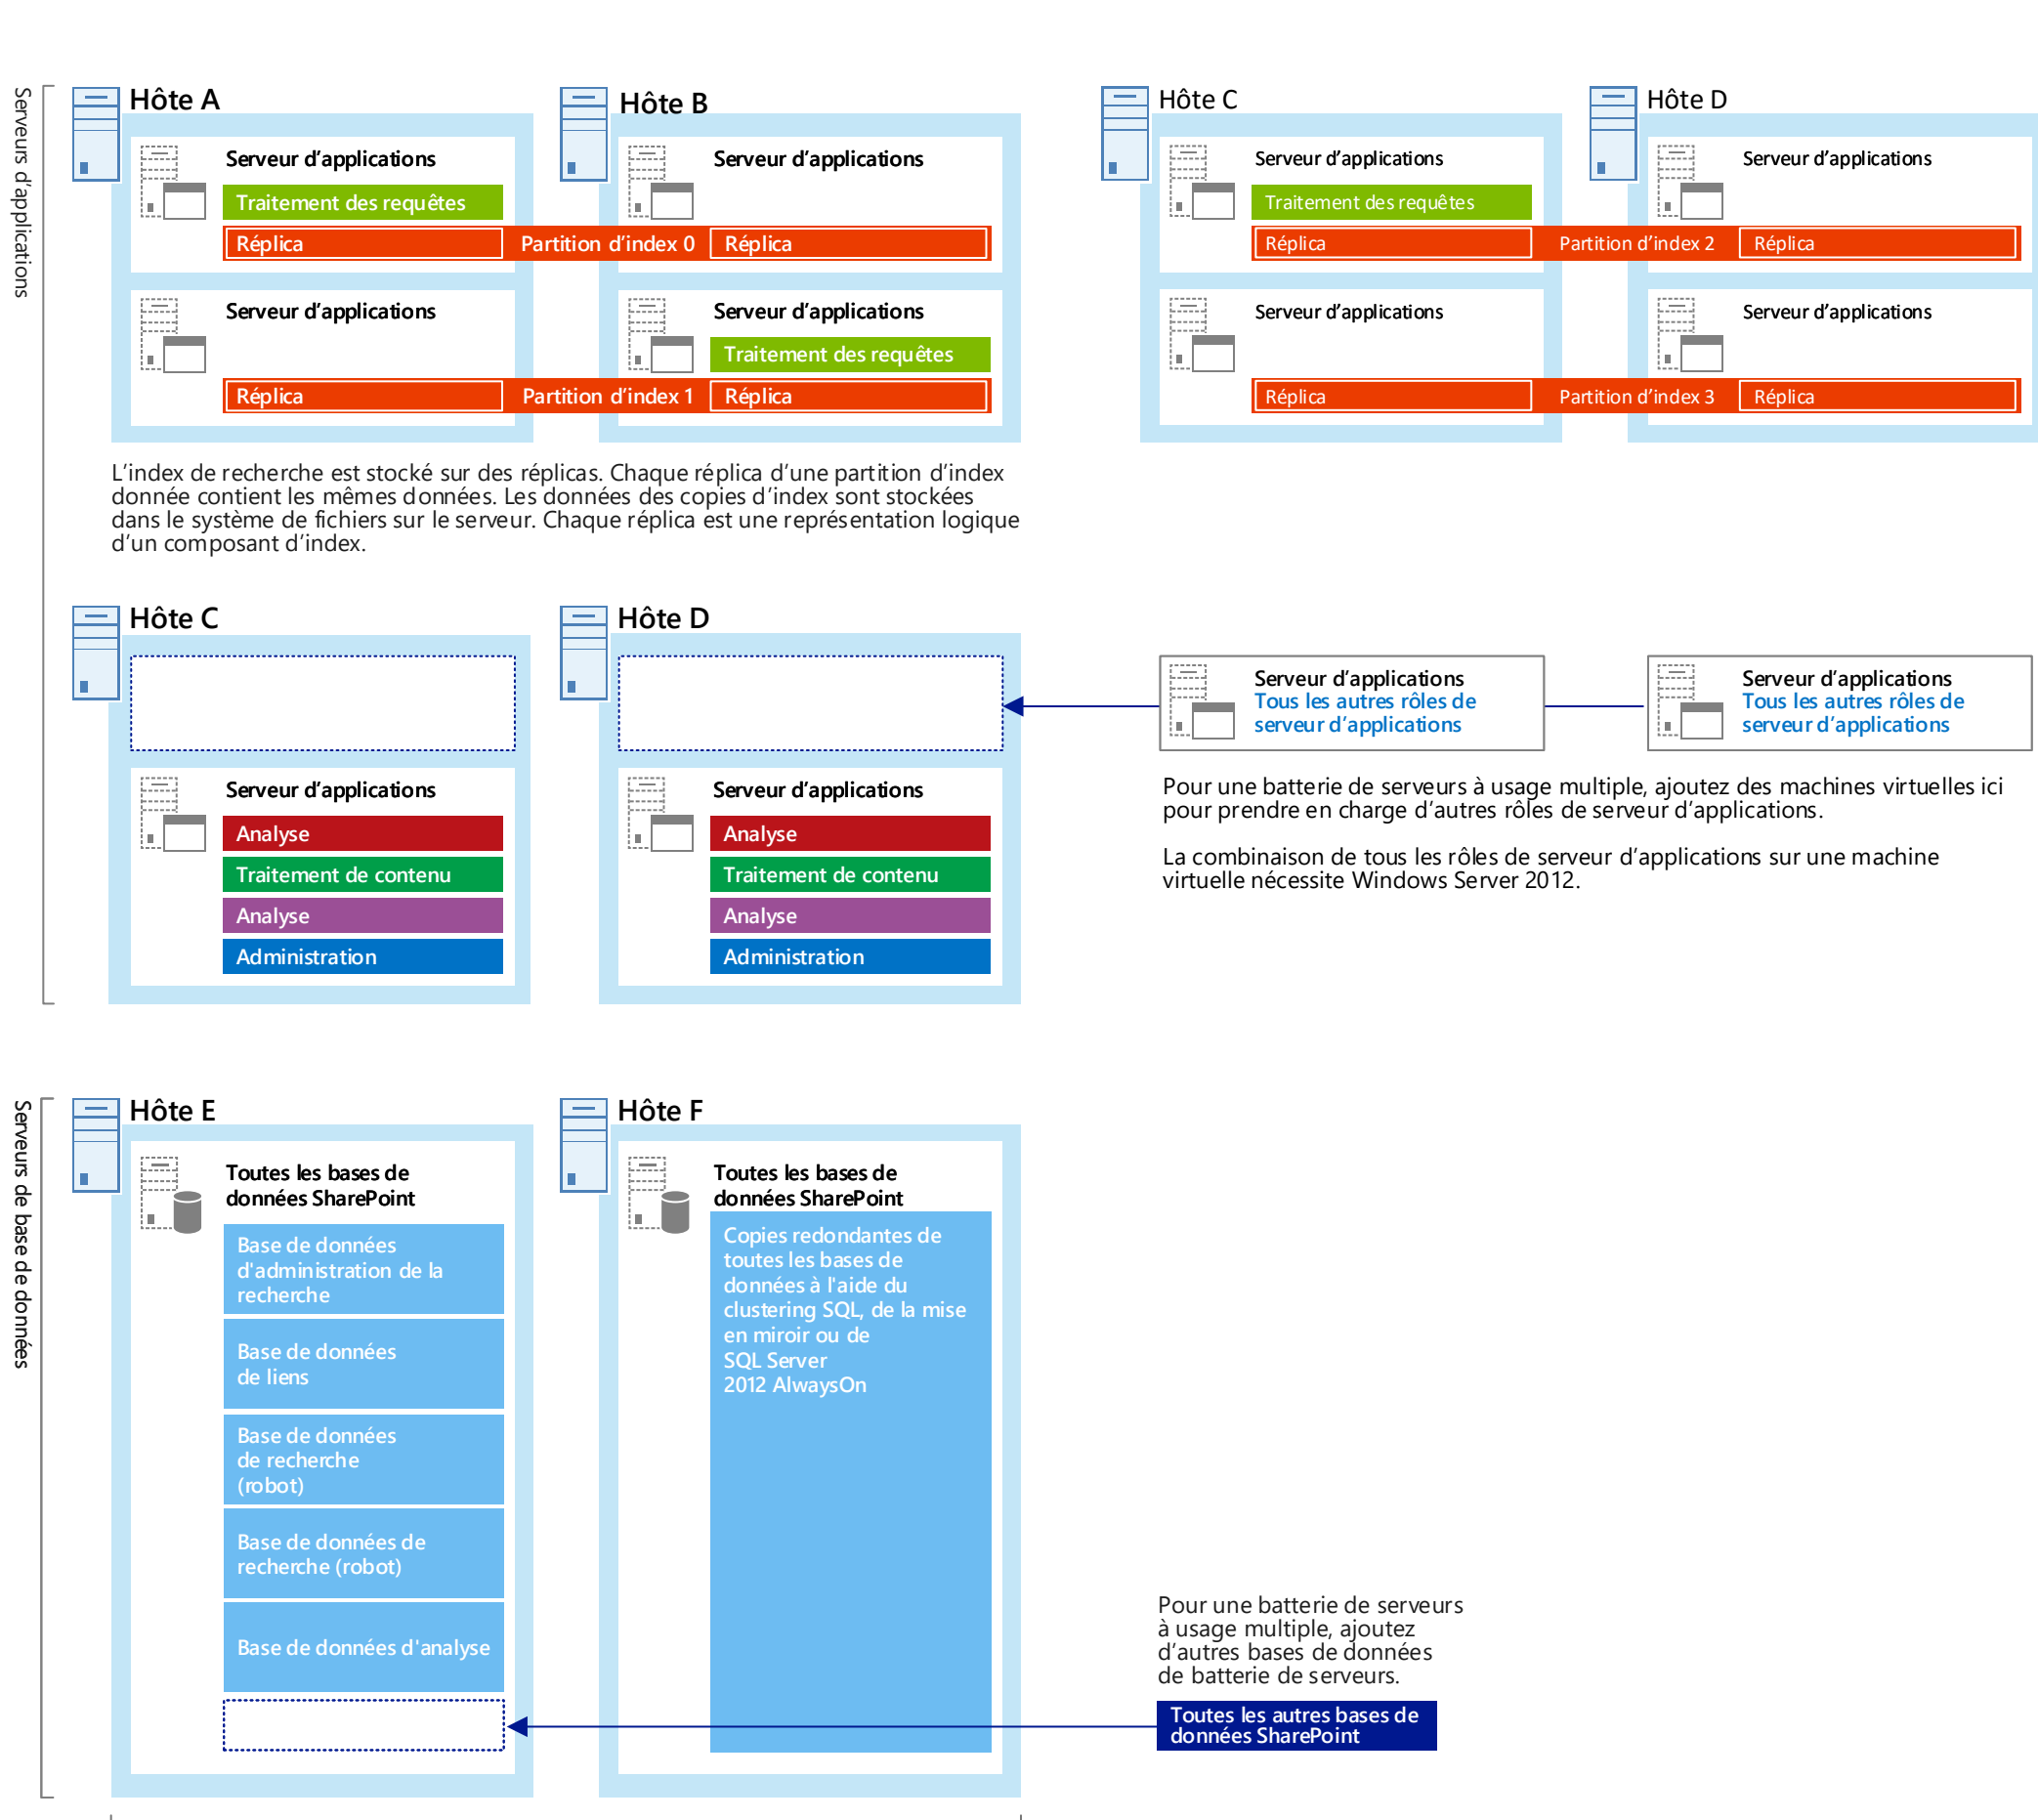 Serveurs d'applications
Hôte A
Serveur d'applications
Traitement des requêtes
Réplica
Partition d'index 0
Hôte B
Serveur d'applications
Réplica
Serveur d'applications
Réplica
Partition d'index 1
Serveur d'applications
Traitement des requêtes
Réplica
Hôte C
Serveur d'applications
Traitement des requêtes
Réplica
Partition d'index 2
Hôte D
Serveur d'applications
Réplica
Serveur d'applications
Réplica
Partition d'index 3
Serveur d'applications
Réplica
L'index de recherche est stocké sur des réplicas. Chaque réplica d'une partition d'index
donnée contient les mêmes données. Les données des copies d'index sont stockées
dans le système de fichiers sur le serveur. Chaque réplica est une représentation logique
d'un composant d'index.
Hôte C
Serveur d'applications
Analyse
Traitement de contenu
Analyse
Administration
Hôte D
Serveur d'applications
Analyse
Traitement de contenu
Analyse
Administration
Serveur d'applications
Tous les autres rôles de
serveur d'applications
Serveur d'applications
Tous les autres rôles de
serveur d'applications
Pour une batterie de serveurs à usage multiple, ajoutez des machines virtuelles ici
pour prendre en charge d'autres rôles de serveur d'applications.
La combinaison de tous les rôles de serveur d'applications sur une machine
virtuelle nécessite Windows Server 2012.
Serveurs de base de données
Hôte E
Toutes les bases de
données SharePoint
Base de données
d'administration de la
recherche
Base de données
de liens
Base de données
de recherche
(robot)
Base de données de
recherche (robot)
Base de données d'analyse
Hôte F
Toutes les bases de
données SharePoint
Copies redondantes de
toutes les bases de
données à l'aide du
clustering SQL, de la mise
en miroir ou de
SQL Server
2012 AlwaysOn
Pour une batterie de serveurs
à usage multiple, ajoutez
d'autres bases de données
de batterie de serveurs.
Toutes les autres bases de
données SharePoint